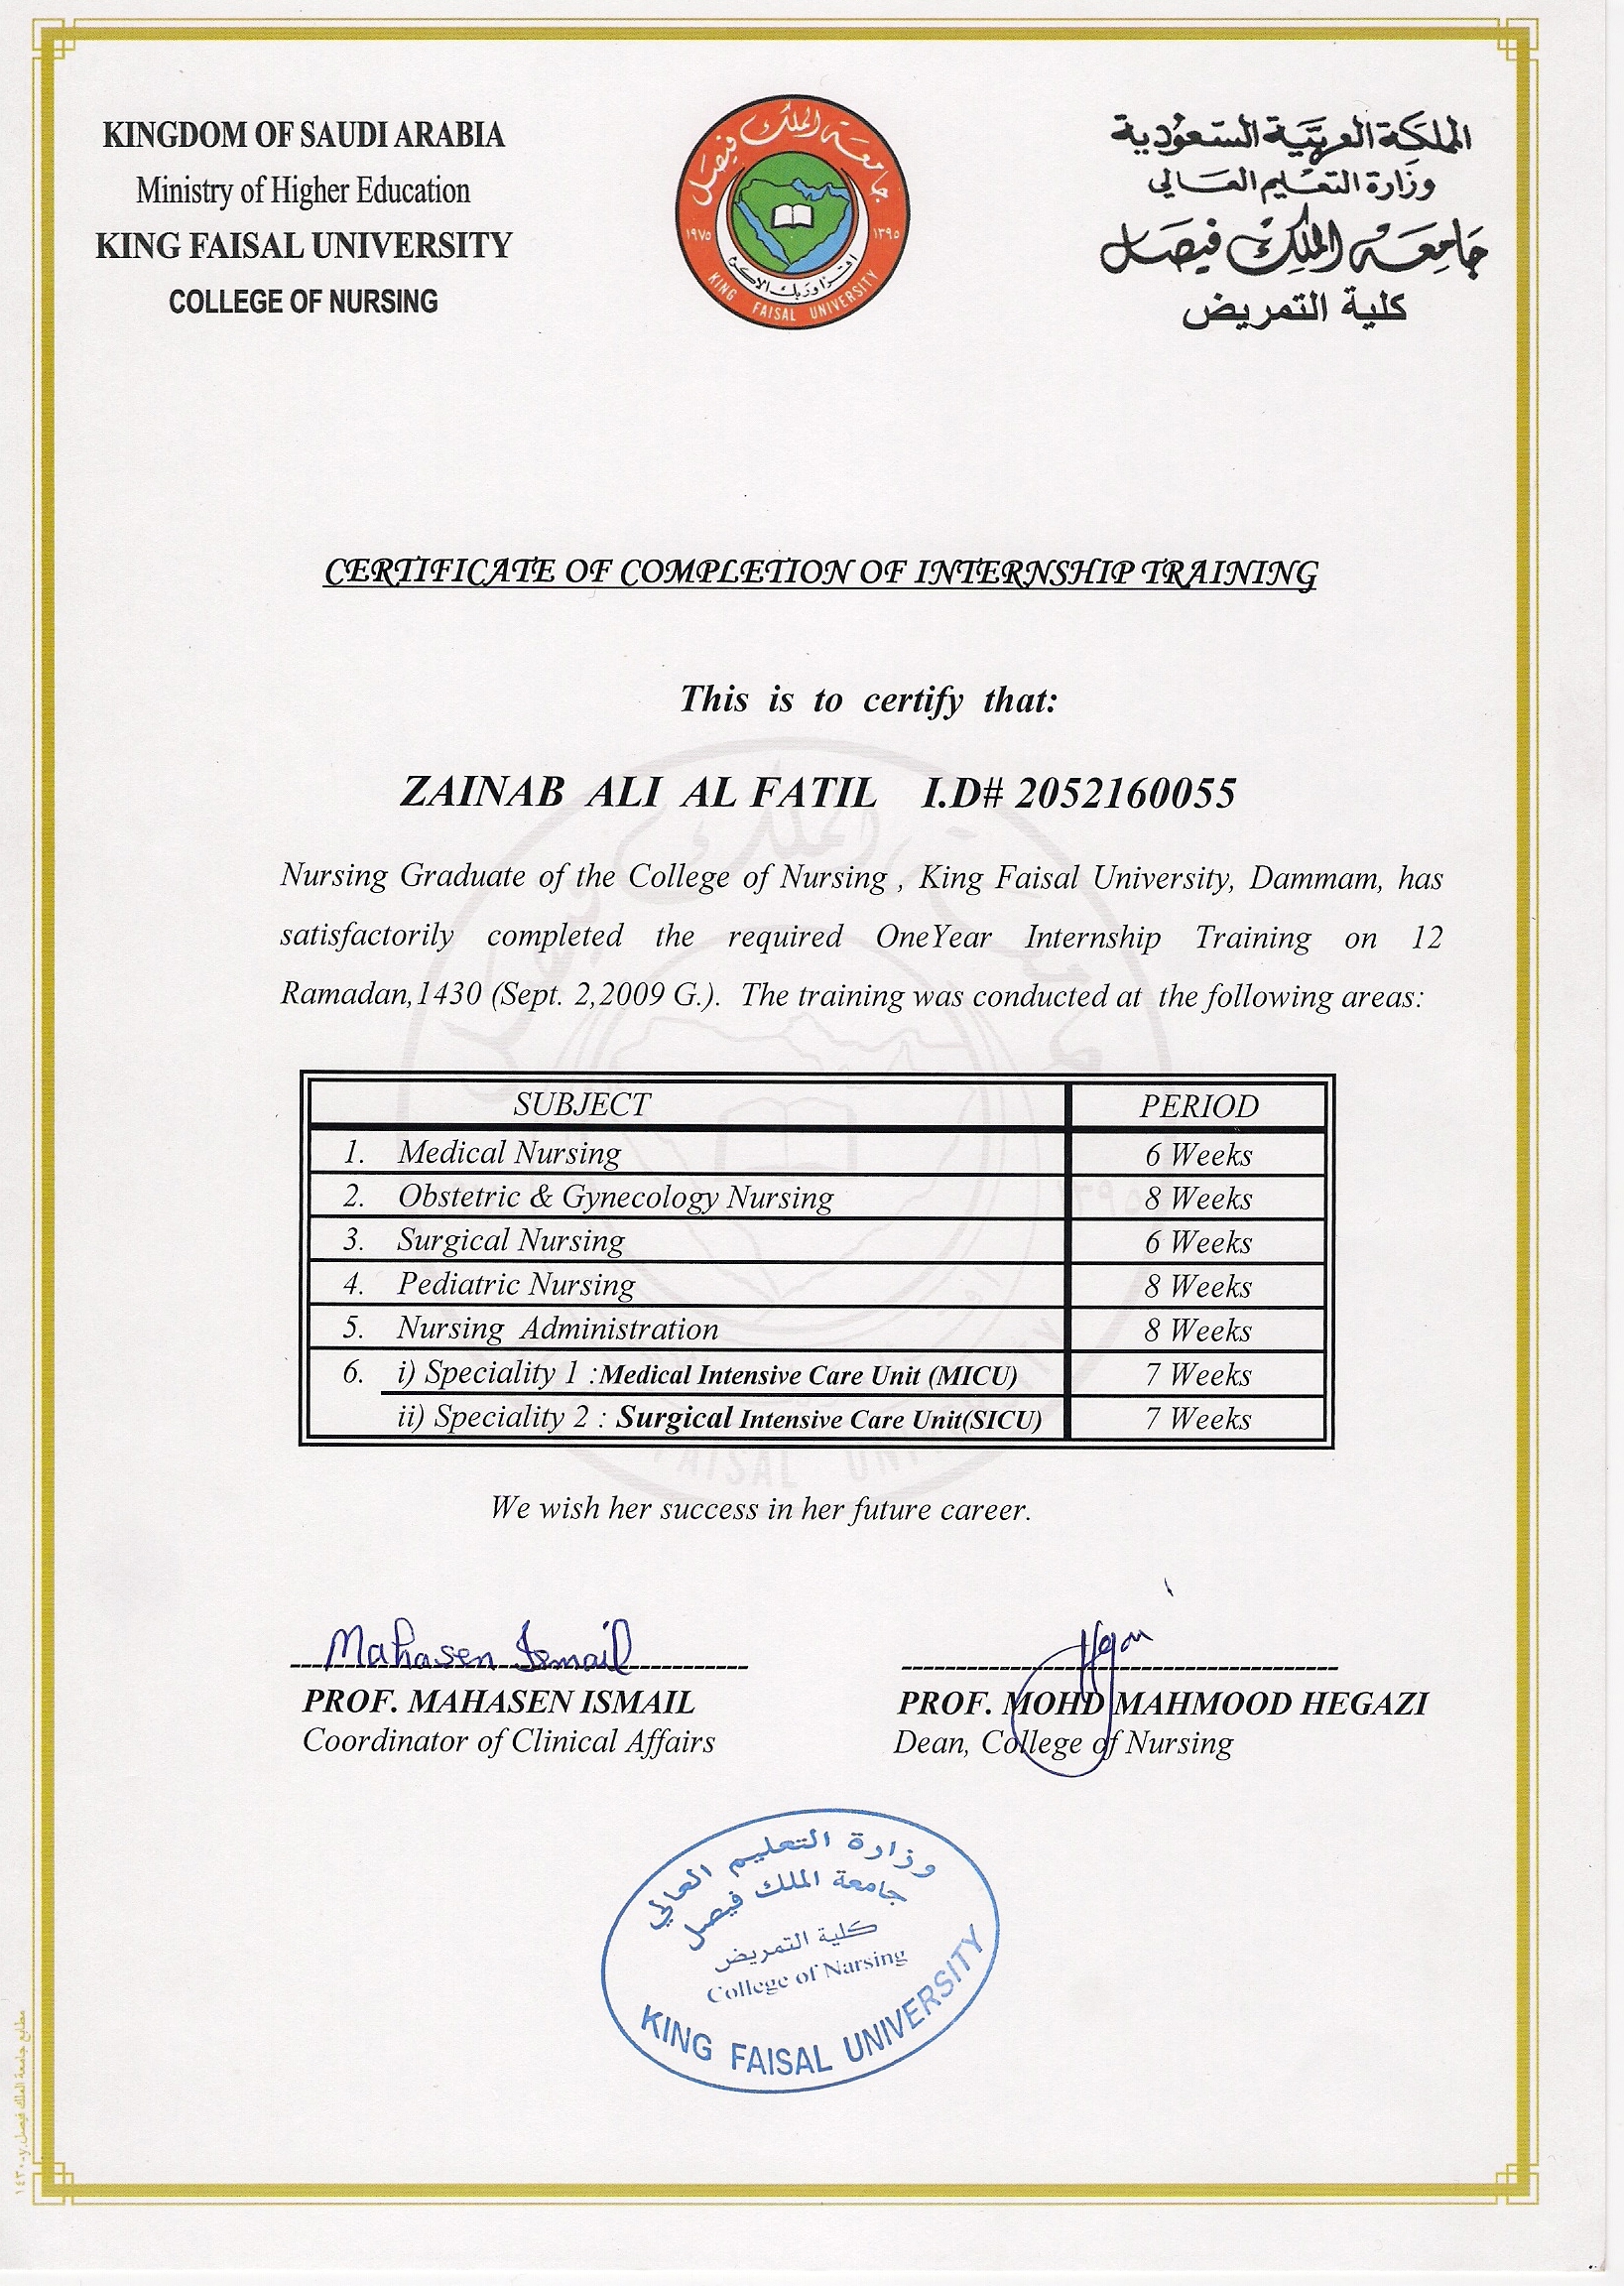 KINGDOM OF SAUDI ARABIA
Ministry of Higher Education
KING FAISAL UNIVERSITY
COLLEGE OF NURSING
جامعة الملك فيصل
١٩٧٥
١٣٩٥
اقرأ وربك الاكرم
KING FAISAL UNIVERSITY
المملكة العربية السعودية
وزارة التعليم العالي
جامعة الملك فيصل
كلية التمريض
CERTIFICATE OF COMPLETION OF INTERNSHIP TRAINING
This is to certify that:
ZAINAB ALI AL FATIL I.D# 2052160055
Nursing Graduate of the College of Nursing , King Faisal University, Dammam, has
satisfactorily completed the required OneYear Internship Training on 12
Ramadan,1430 (Sept. 2,2009 G.). The training was conducted at the following areas:
SUBJECT PERIOD
1. Medical Nursing 6 Weeks
2. Obstetric & Gynecology Nursing 8 Weeks
3. Surgical Nursing 6 Weeks
4. Pediatric Nursing 8 Weeks
5. Nursing Administration 8 Weeks
6. i) Speciality 1 :Medical Intensive Care Unit (MICU) 7 Weeks
ii) Speciality 2 : Surgical Intensive Care Unit(SICU) 7 Weeks
We wish her success in her future career.
Mahasen Ismail
PROF. MAHASEN ISMAIL
Coordinator of Clinical Affairs
PROF. MOHD MAHMOOD HEGAZI
Dean, College of Nursing
وزارة التعليم العالي
جامعة الملك فيصل
كلية التمريض
College of Narsing
KING FAISAL UNIVERSITY
مطابع جامعة الملك فيصل